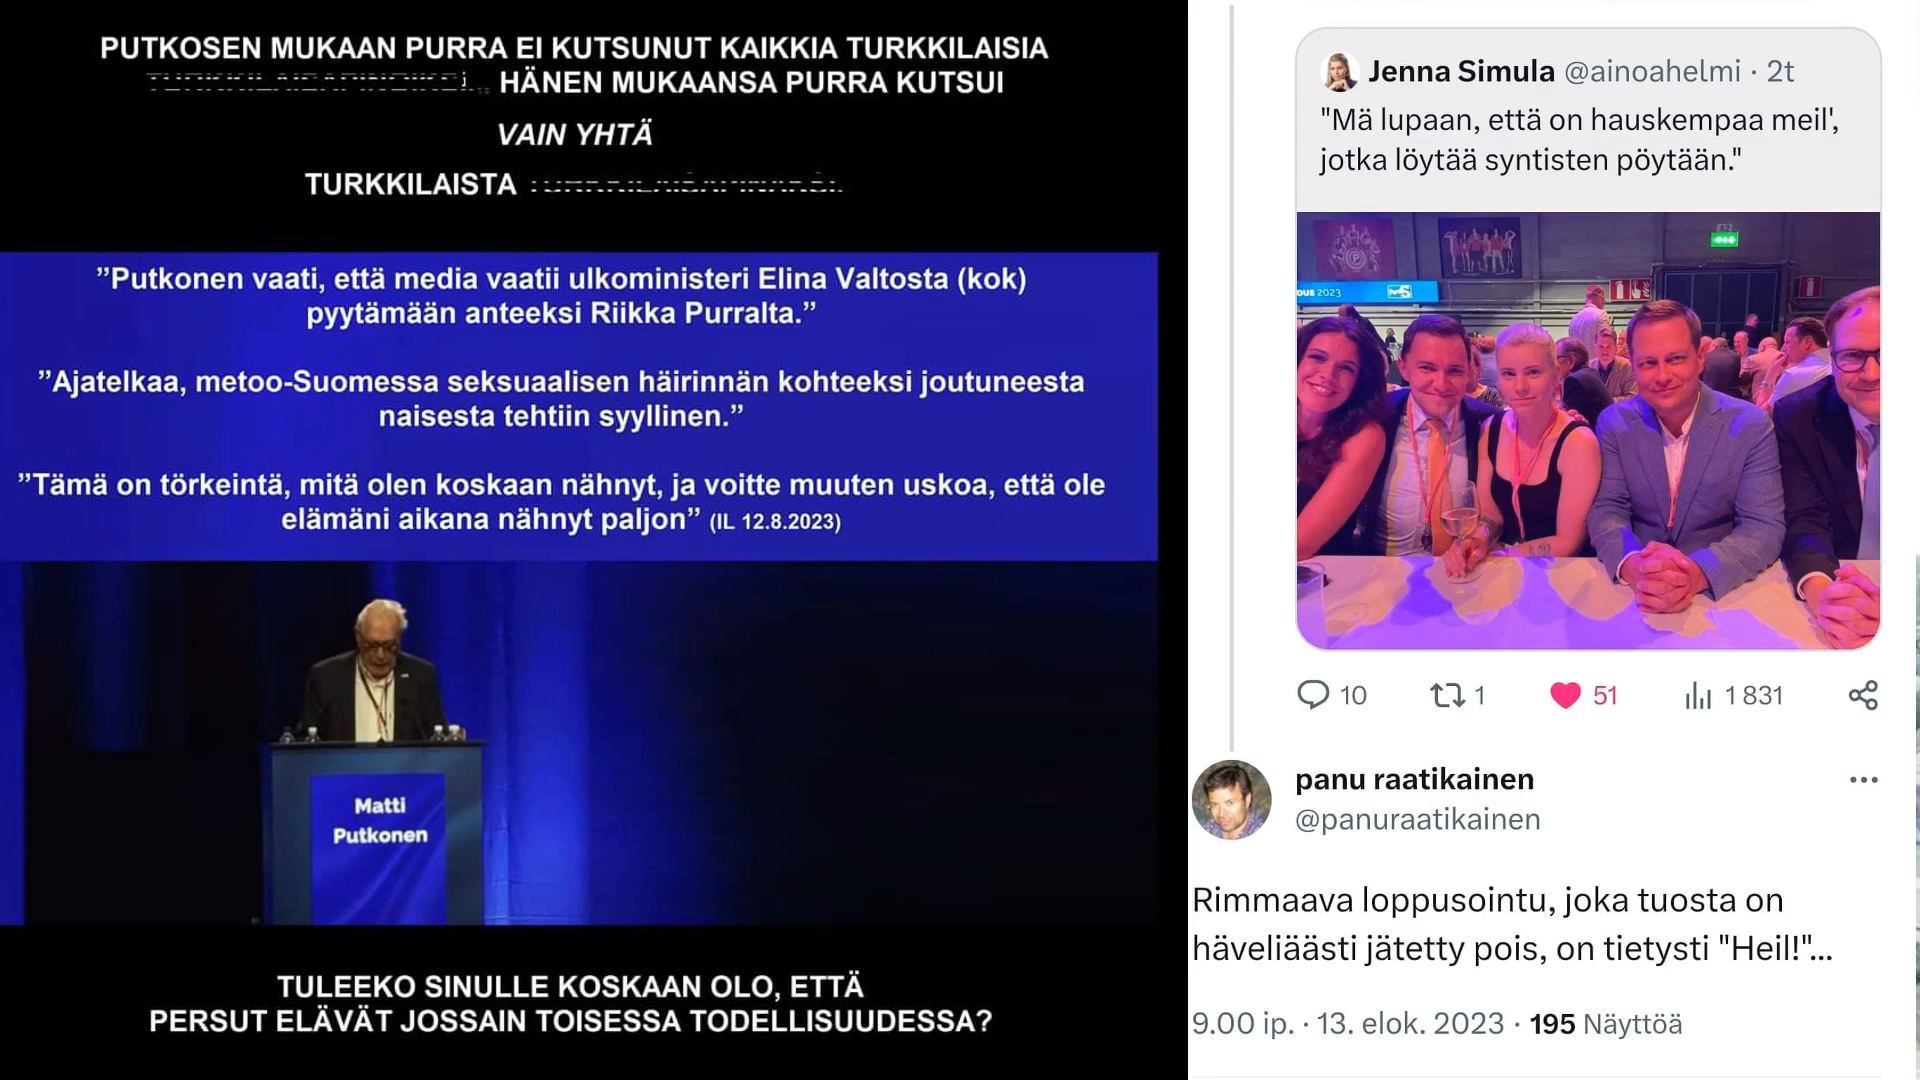 PUTKOSEN MUKAAN PURRA EI KUTSUNUT KAIKKIA TURKKILAISIA
HÄNEN MUKAANSA PURRA KUTSUI
VAIN YHTÄ
TURKKILAISTA
”Putkonen vaati, että media vaatii ulkoministeri Elina Valtosta (kok)
pyytämään anteeksi Riikka Purralta.”
”Ajatelkaa, metoo-Suomessa seksuaalisen häirinnän kohteeksi joutuneesta
naisesta tehtiin syyllinen.”
”Tämä on törkeintä, mitä olen koskaan nähnyt, ja voitte muuten uskoa, että ole
elämäni aikana nähnyt paljon” (IL 12.8.2023)
Matti
Putkonen
TULEEKO SINULLE KOSKAAN OLO, ETTÄ
PERSUT ELÄVÄT JOSSAIN TOISESSA TODELLISUUDESSA?
Jenna Simula @ainoahelmi · 2t
"Mä lupaan, että on hauskempaa meil',
jotka löytää syntisten pöytään."
A2
OUS 2023
10 1 51 1 831
panu raatikainen
@panuraatikainen
Rimmaava loppusointu, joka tuosta on
häveliäästi jätetty pois, on tietysti "Heil!"...
9.00 ip. · 13. elok. 2023 · 195 Näyttöä